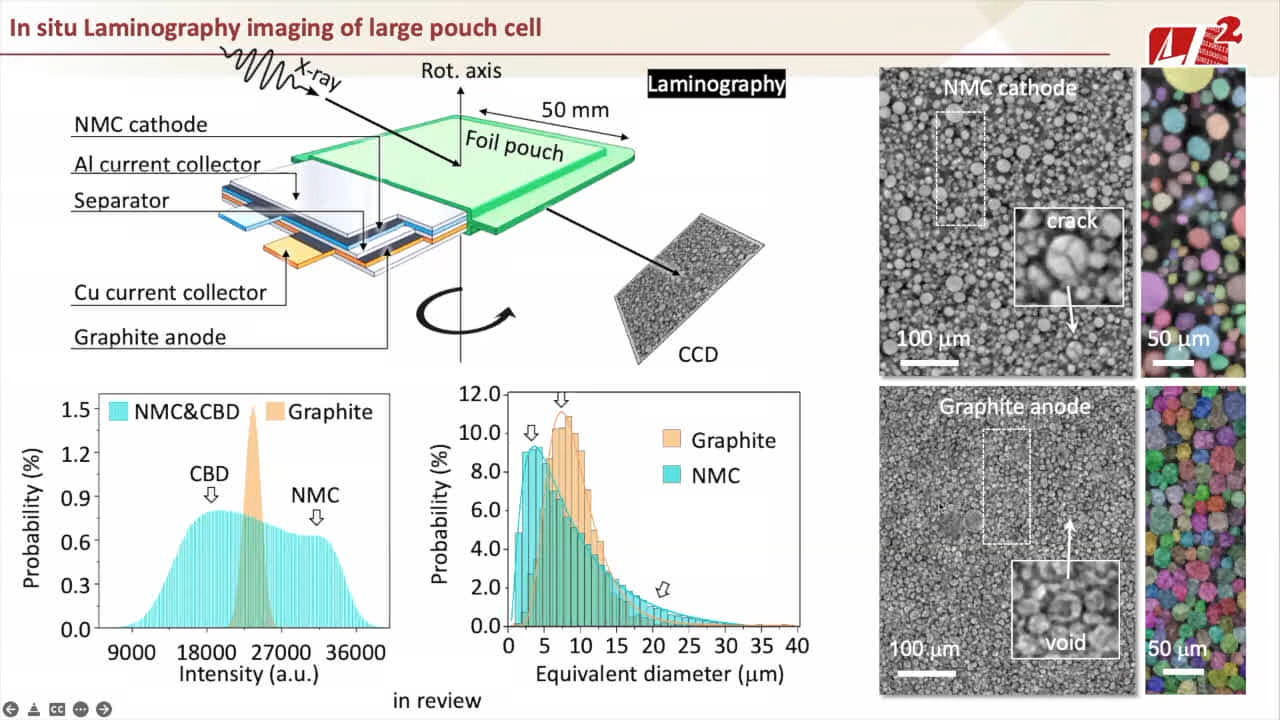 In situ Laminography imaging of large pouch cell
X-ray
Rot. axis
Laminography
50 mm
Foil pouch
NMC cathode
Al current collector
Separator
Cu current collector
Graphite anode
CCD
NMC cathode
crack
100 μm
50 μm
Graphite anode
void
100 μm
50 μm
NMC&CBD
Graphite
CBD
NMC
Probability (%)
1.5
1.2
0.9
0.6
0.3
0.0
9000 18000 27000 36000
Intensity (a.u.)
Graphite
NMC
Probability (%)
12.0
10.0
8.0
6.0
4.0
2.0
0.0
0 5 10 15 20 25 30 35 40
Equivalent diameter (μm)
in review
CC